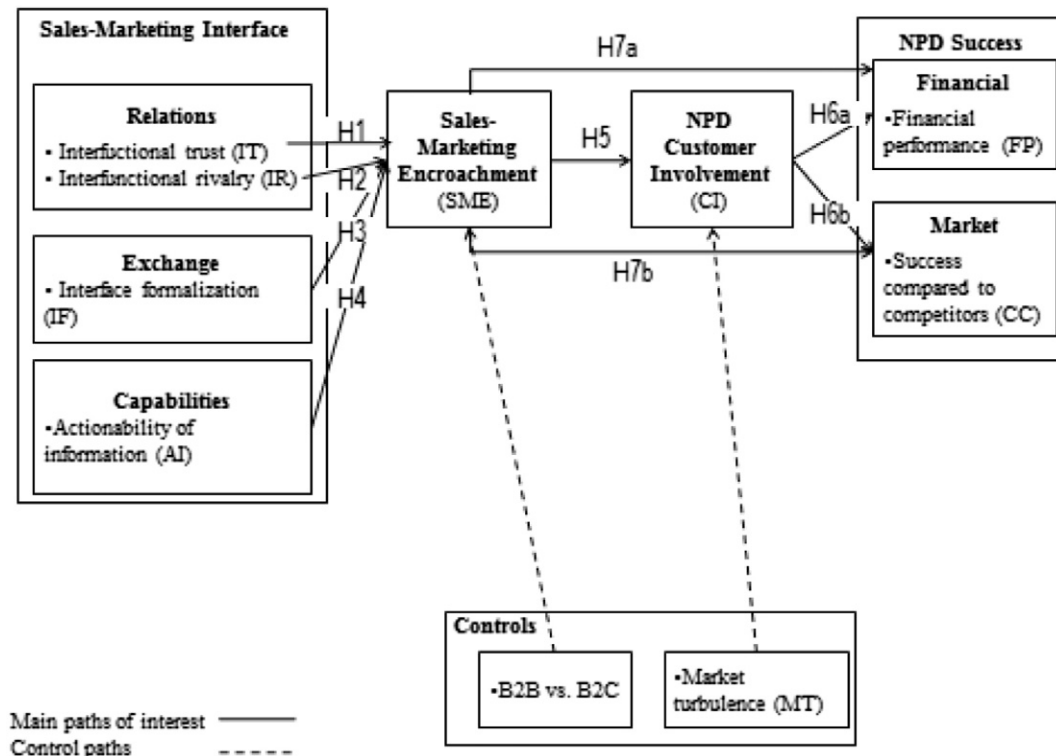 Sales-Marketing Interface
Relations
• Interfuctional trust (IT)
• Interfunctional rivalry (IR)
Exchange
• Interface formalization
(IF)
Capabilities
•Actionability of
information (AI)
H1
H2
H3
H4
Sales-
Marketing
Encroachment
(SME)
H5
NPD
Customer
Involvement
(CI)
H7a
H7b
H6a
H6b
NPD Success
Financial
•Financial
performance (FP)
Market
•Success
compared to
competitors (CC)
Controls
•B2B vs. B2C
•Market
turbulence (MT)
Main paths of interest
Control paths